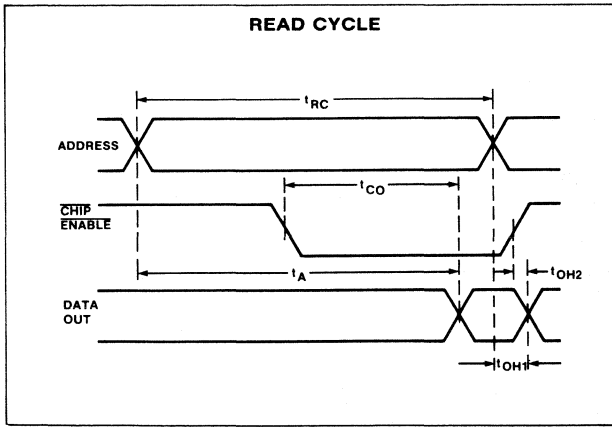 READ CYCLE
tRC
ADDRESS
tCO
CHIP
ENABLE
tA
tOH2
DATA
OUT
tOH1